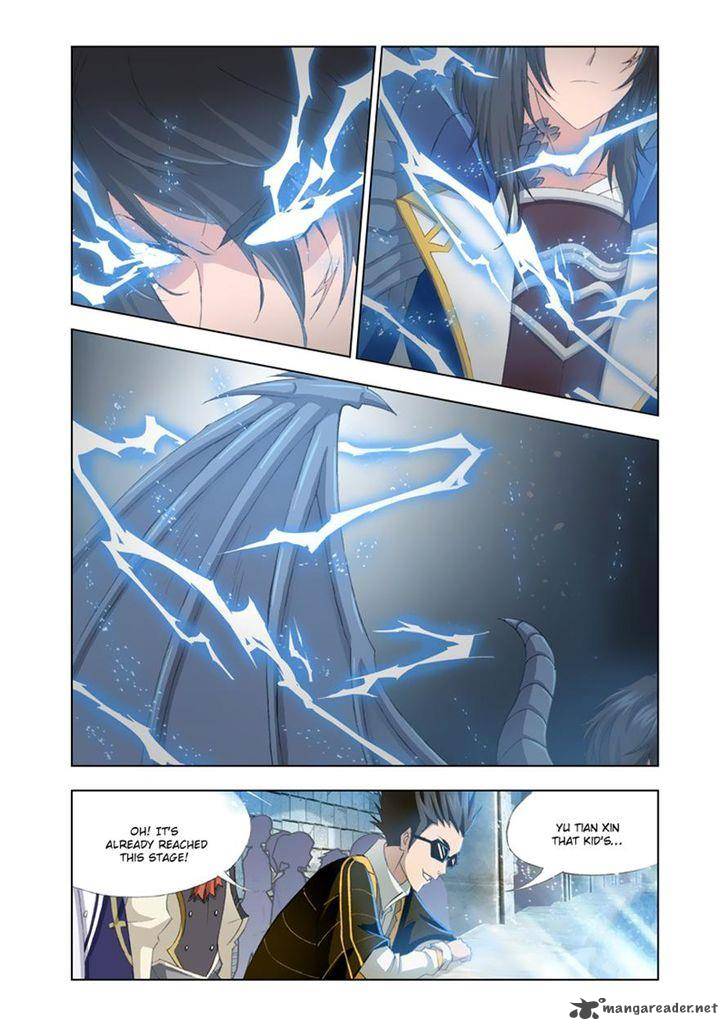 OH! IT'S
ALREADY REACHED
THIS STAGE!
YU TIAN XIN
THAT KID'S...
mangareader.net